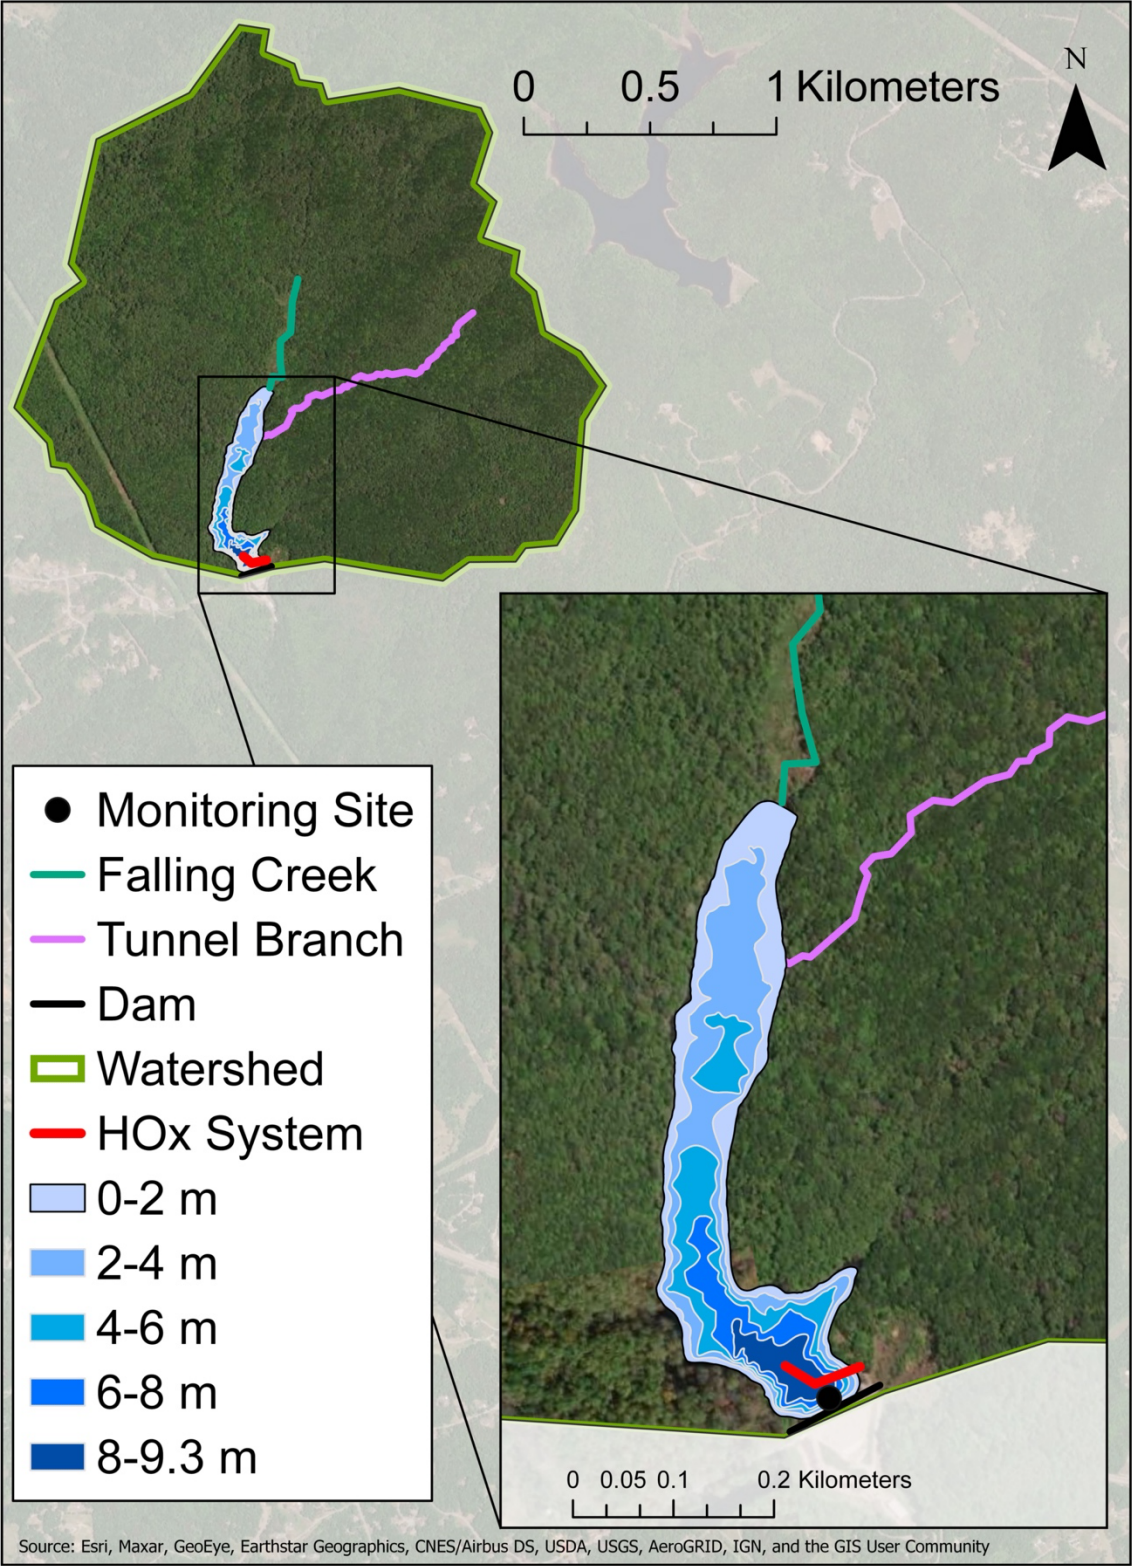 0 0.5 1 Kilometers
N
Monitoring Site
Falling Creek
Tunnel Branch
Dam
Watershed
HOx System
0-2 m
2-4 m
4-6 m
6-8 m
8-9.3 m
0 0.05 0.1 0.2 Kilometers
Source: Esri, Maxar, GeoEye, Earthstar Geographics, CNES/Airbus DS, USDA, USGS, AeroGRID, IGN, and the GIS User Community